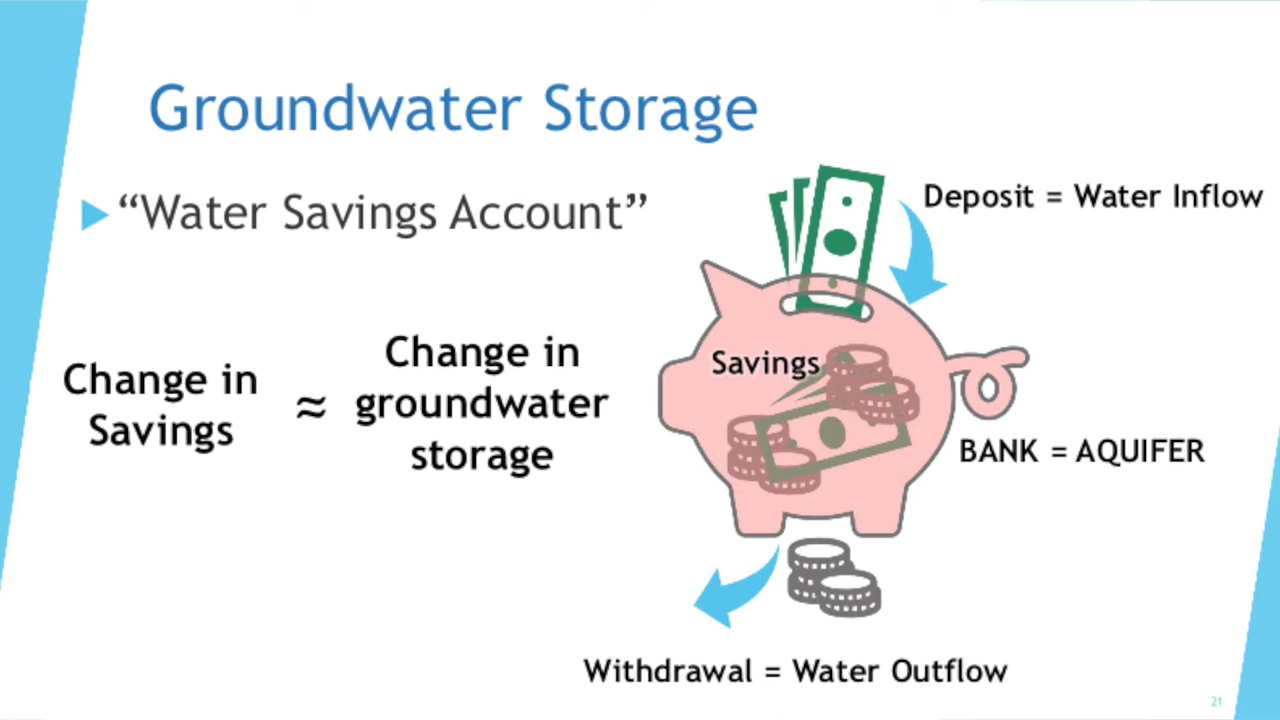 Groundwater Storage
“Water Savings Account”
Deposit = Water Inflow
Change in
Savings
≈
Change in
groundwater
storage
Savings
BANK = AQUIFER
Withdrawal = Water Outflow
21